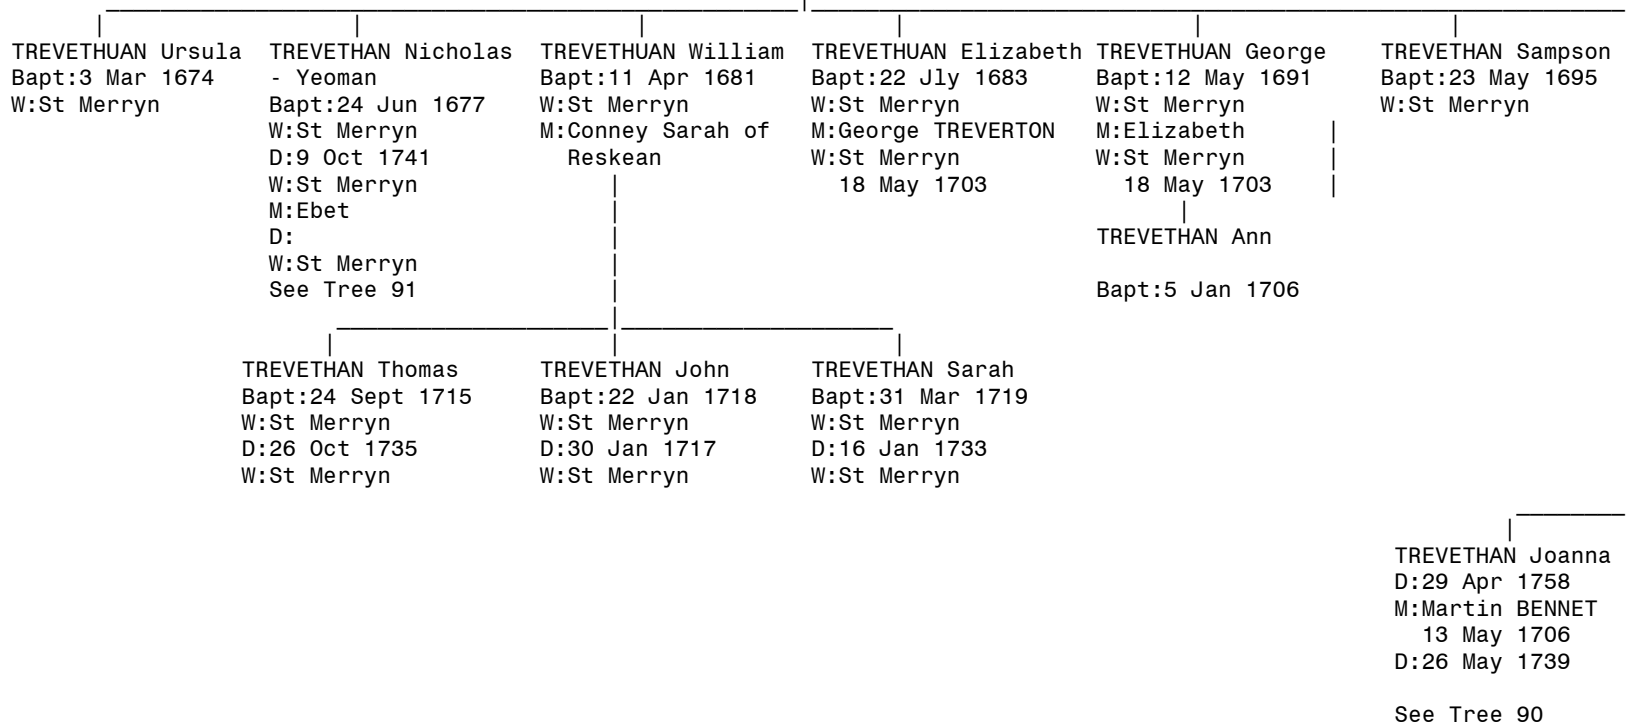 TREVETHUAN Ursula
Bapt:3 Mar 1674
W:St Merryn
TREVETHAN Nicholas
- Yeoman
Bapt:24 Jun 1677
W:St Merryn
D:9 Oct 1741
W:St Merryn
M:Ebet
D:
W:St Merryn
See Tree 91
TREVETHUAN William
Bapt:11 Apr 1681
W:St Merryn
M:Conney Sarah of
Reskean
TREVETHUAN Elizabeth
Bapt:22 Jly 1683
W:St Merryn
M:George TREVERTON
W:St Merryn
18 May 1703
TREVETHUAN George
Bapt:12 May 1691
W:St Merryn
M:Elizabeth
W:St Merryn
18 May 1703
TREVETHAN Ann
Bapt:5 Jan 1706
TREVETHAN Sampson
Bapt:23 May 1695
W:St Merryn
TREVETHAN Thomas
Bapt:24 Sept 1715
W:St Merryn
D:26 Oct 1735
W:St Merryn
TREVETHAN John
Bapt:22 Jan 1718
W:St Merryn
D:30 Jan 1717
W:St Merryn
TREVETHAN Sarah
Bapt:31 Mar 1719
W:St Merryn
D:16 Jan 1733
W:St Merryn
TREVETHAN Joanna
D:29 Apr 1758
M:Martin BENNET
13 May 1706
D:26 May 1739
See Tree 90